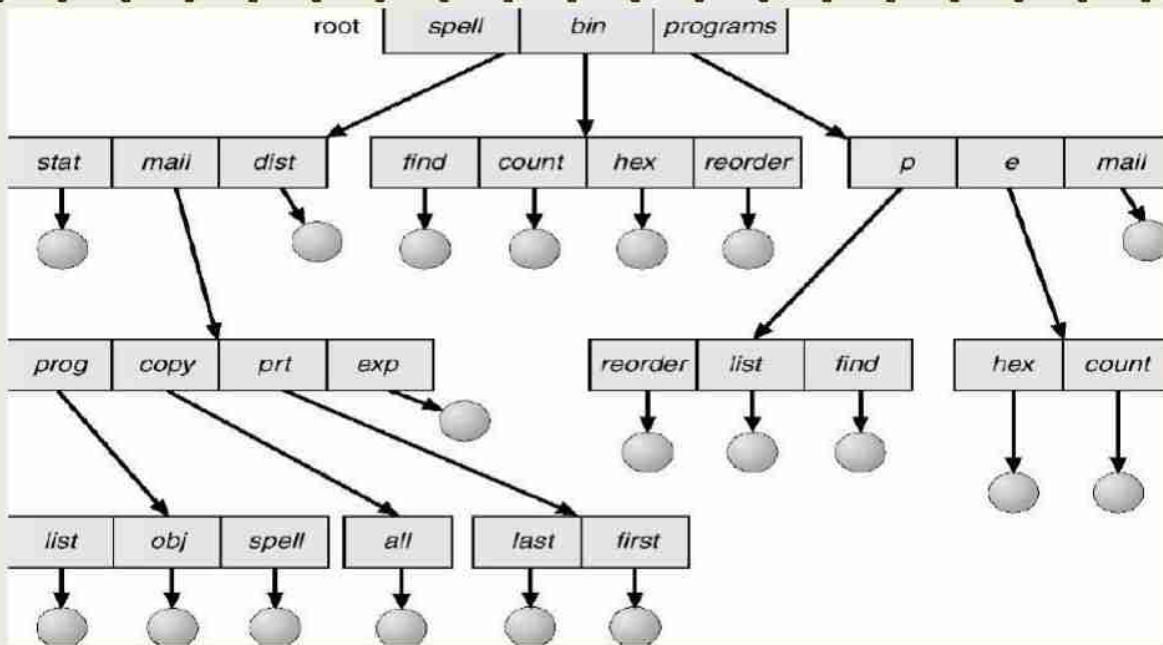 root spell bin programs
stat mail dist find count hex reorder p e mail
prog copy prt exp reorder list find hex count
list obj spell all last first